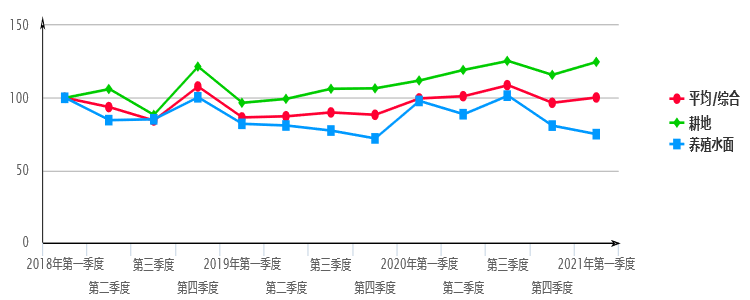 150
100
50
0
2018年第一季度
第二季度
第三季度
第四季度
2019年第一季度
第二季度
第三季度
第四季度
2020年第一季度
第二季度
第三季度
第四季度
2021年第一季度
平均/综合
耕地
养殖水面